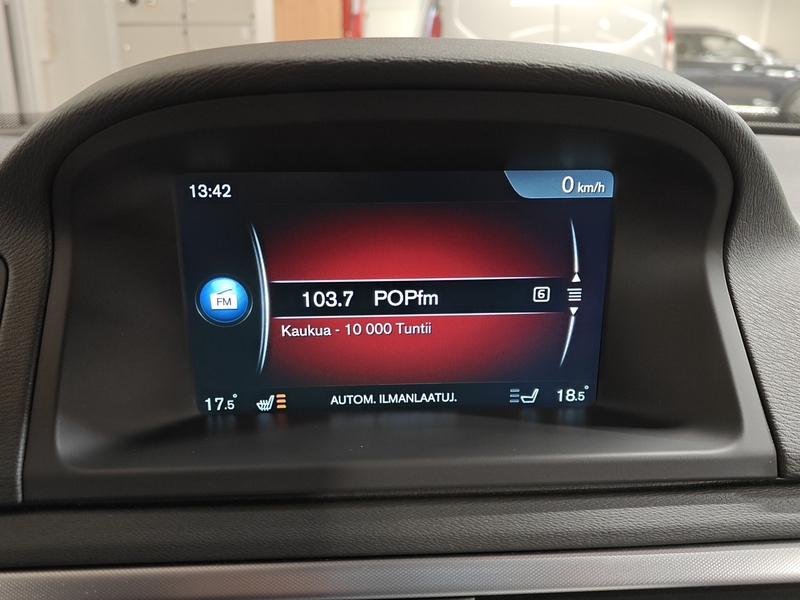 13:42
0 km/h
FM
103.7 POPfm 6
Kaukua - 10 000 Tuntii
17.5° AUTOM. ILMANLAATUJ. 18.5°